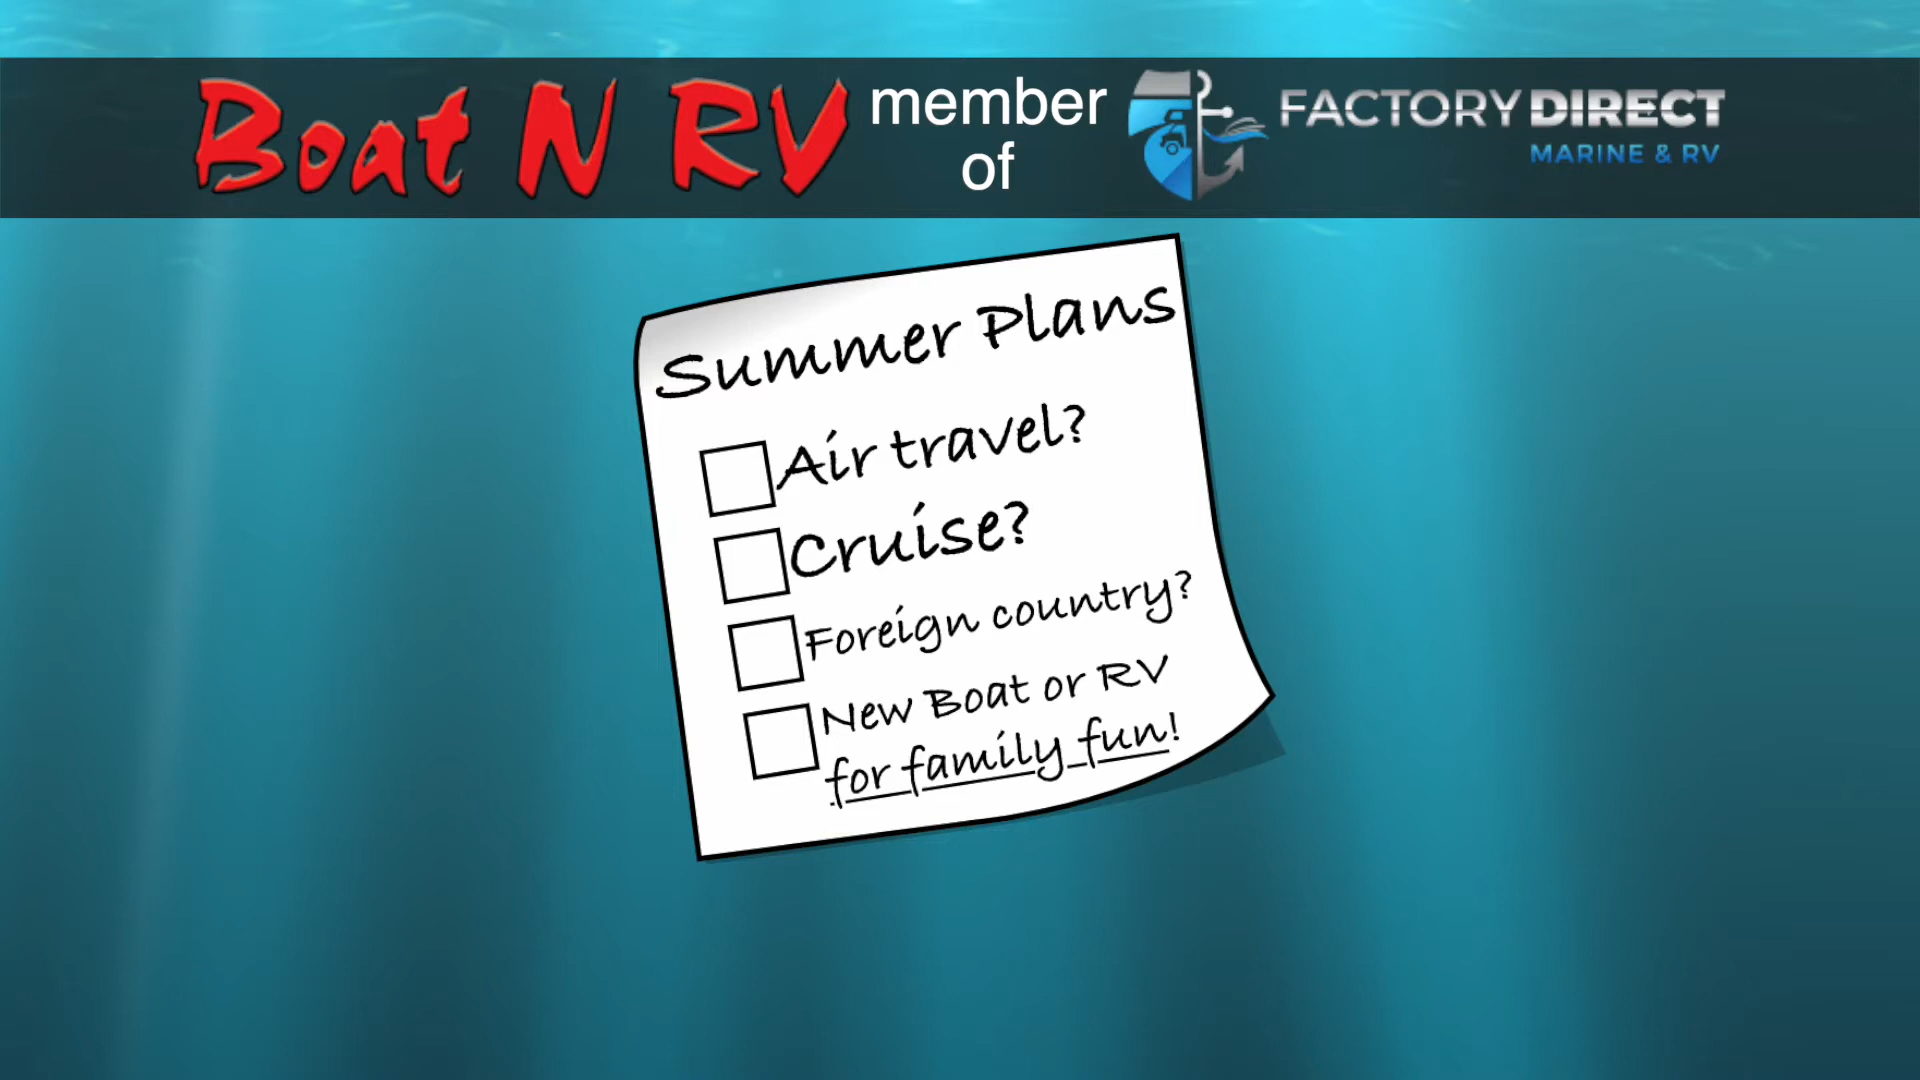 Boat N RV member of FACTORY DIRECT
MARINE & RV
Summer Plans
Air travel?
Cruise?
Foreign country?
New Boat or RV
for family fun!